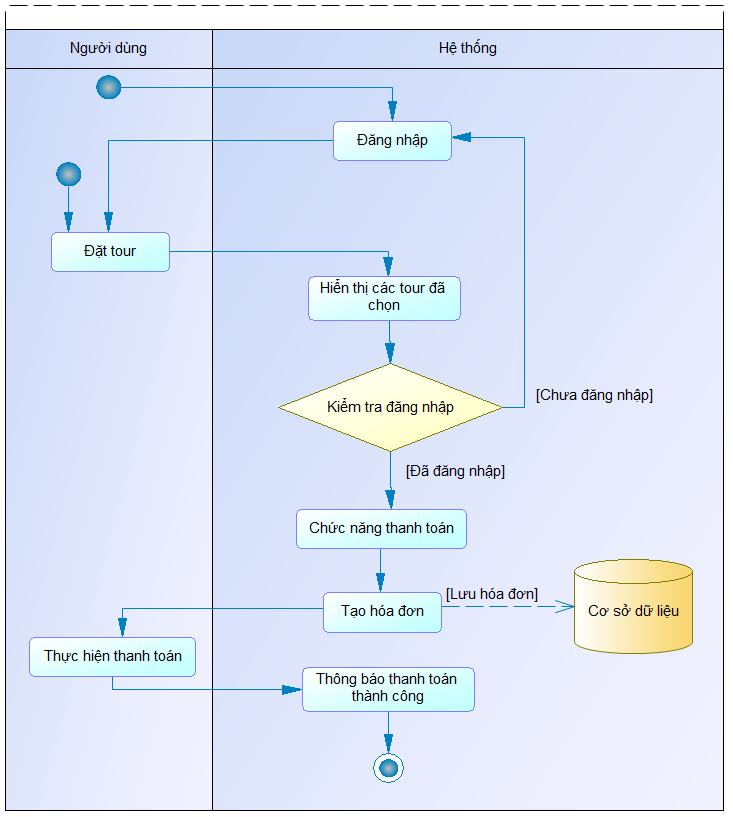 Người dùng
Hệ thống
Đăng nhập
Đặt tour
Hiển thị các tour đã
chọn
Kiểm tra đăng nhập
[Chưa đăng nhập]
[Đã đăng nhập]
Chức năng thanh toán
[Lưu hóa đơn]
Tạo hóa đơn
Cơ sở dữ liệu
Thực hiện thanh toán
Thông báo thanh toán
thành công